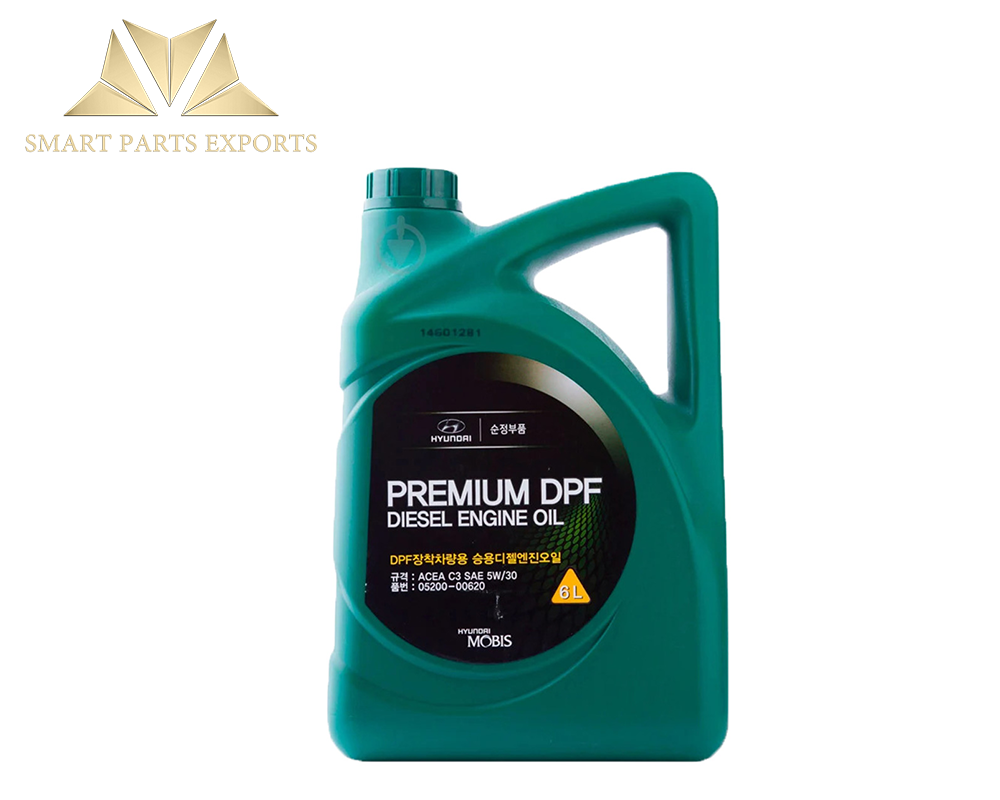 SMART PARTS EXPORTS
14601281
HYUNDAI
순정부품
PREMIUM DPF
DIESEL ENGINE OIL
DPF장착차량용 승용디젤엔진오일
규격 : ACEA C3 SAE 5W/30
품번 : 05200-00620
6L
HYUNDAI
MOBIS